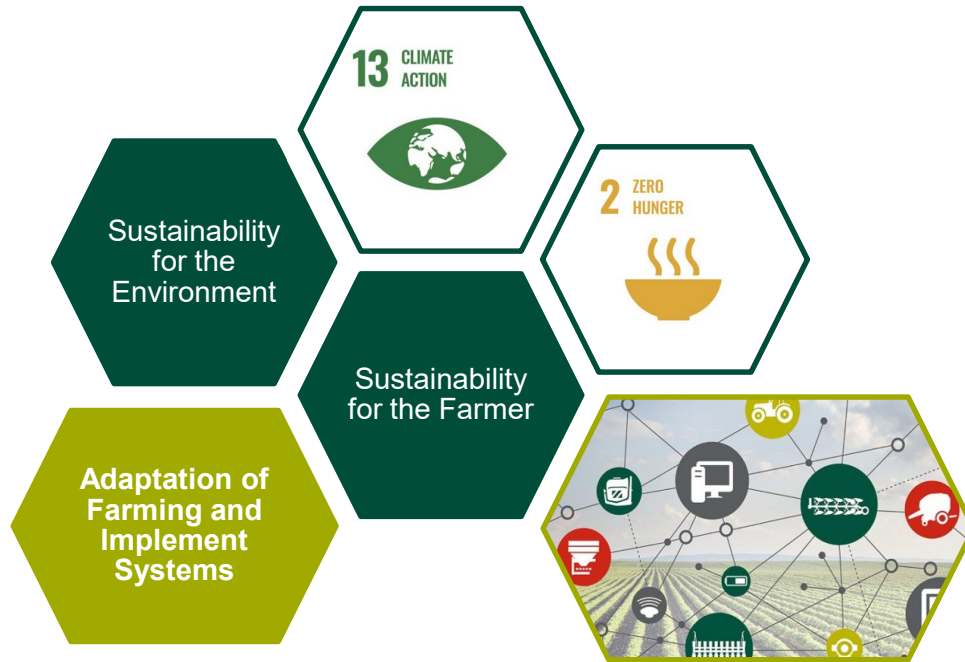 13 CLIMATE
ACTION
Sustainability
for the
Environment
2 ZERO
HUNGER
Sustainability
for the Farmer
Adaptation of
Farming and
Implement
Systems